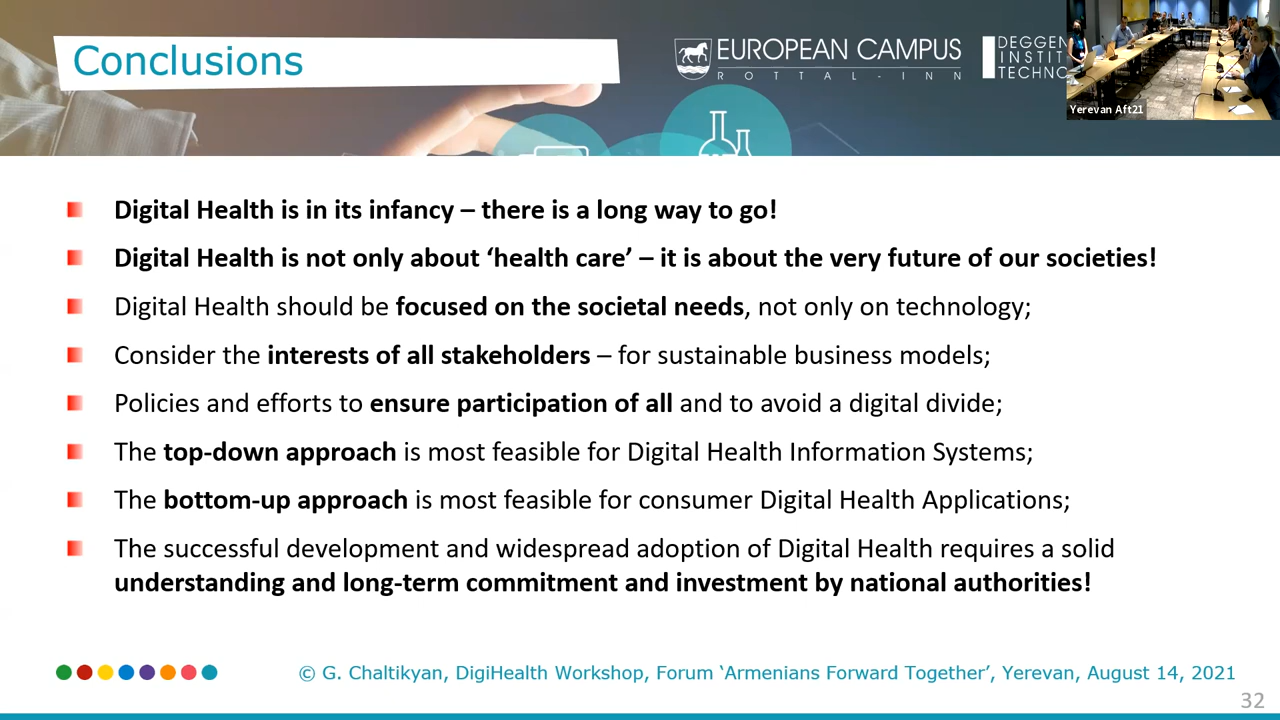 Conclusions
EUROPEAN CAMPUS
ROTTAL-INN
DEGGEN
INSTIT
TECHNO
Yerevan Aft21
Digital Health is in its infancy – there is a long way to go!
Digital Health is not only about ‘health care’ – it is about the very future of our societies!
Digital Health should be focused on the societal needs, not only on technology;
Consider the interests of all stakeholders – for sustainable business models;
Policies and efforts to ensure participation of all and to avoid a digital divide;
The top-down approach is most feasible for Digital Health Information Systems;
The bottom-up approach is most feasible for consumer Digital Health Applications;
The successful development and widespread adoption of Digital Health requires a solid
understanding and long-term commitment and investment by national authorities!
© G. Chaltikyan, DigiHealth Workshop, Forum ‘Armenians Forward Together’, Yerevan, August 14, 2021
32